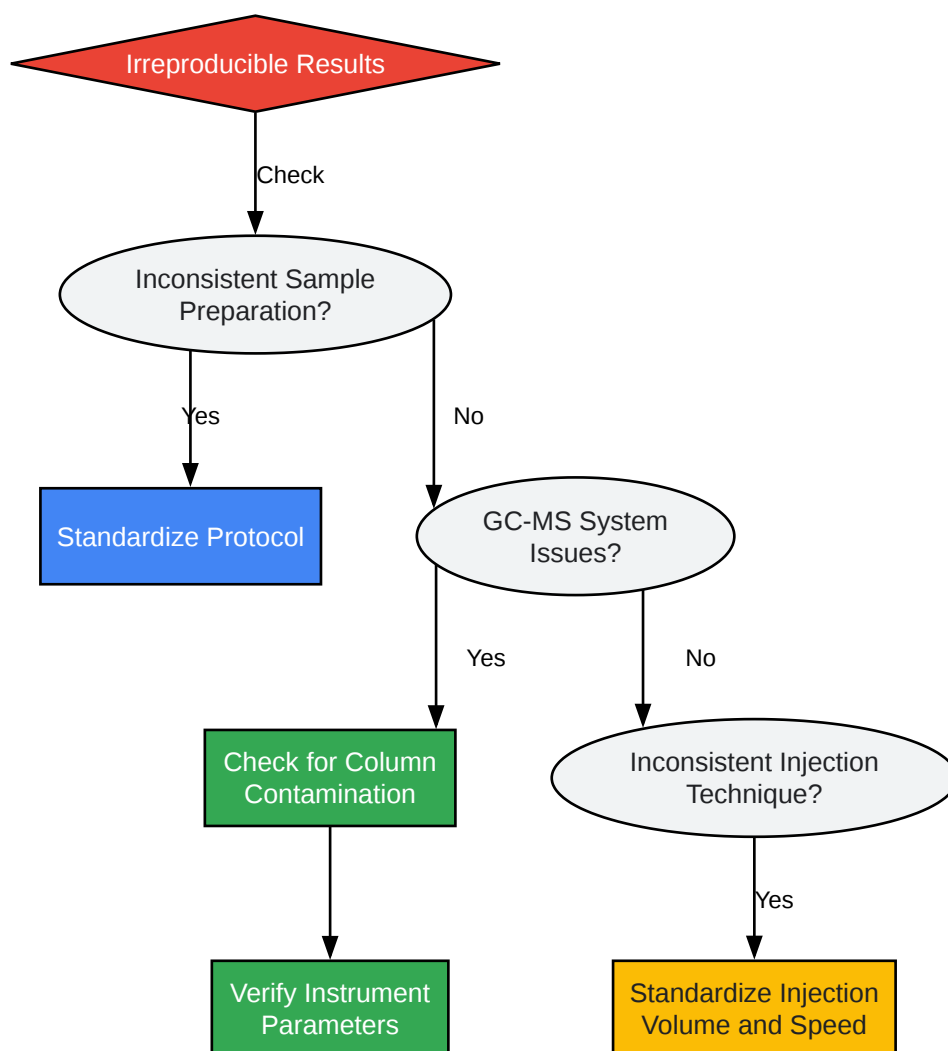 Irreproducible Results
Check
Inconsistent Sample
Preparation?
Yes
No
Standardize Protocol
GC-MS System
Issues?
Yes
No
Check for Column
Contamination
Inconsistent Injection
Technique?
Yes
Verify Instrument
Parameters
Standardize Injection
Volume and Speed